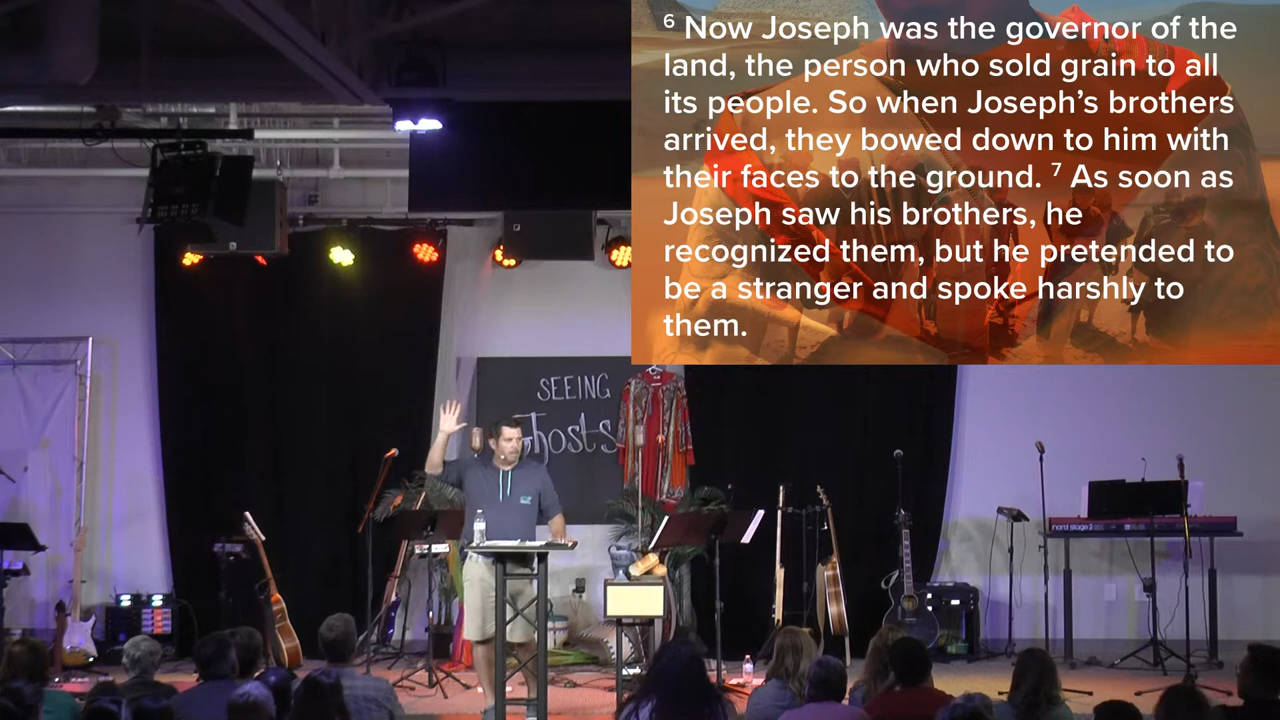 ⁶ Now Joseph was the governor of the
land, the person who sold grain to all
its people. So when Joseph’s brothers
arrived, they bowed down to him with
their faces to the ground. ⁷ As soon as
Joseph saw his brothers, he
recognized them, but he pretended to
be a stranger and spoke harshly to
them.
SEEING
Ghosts
nord stage 2